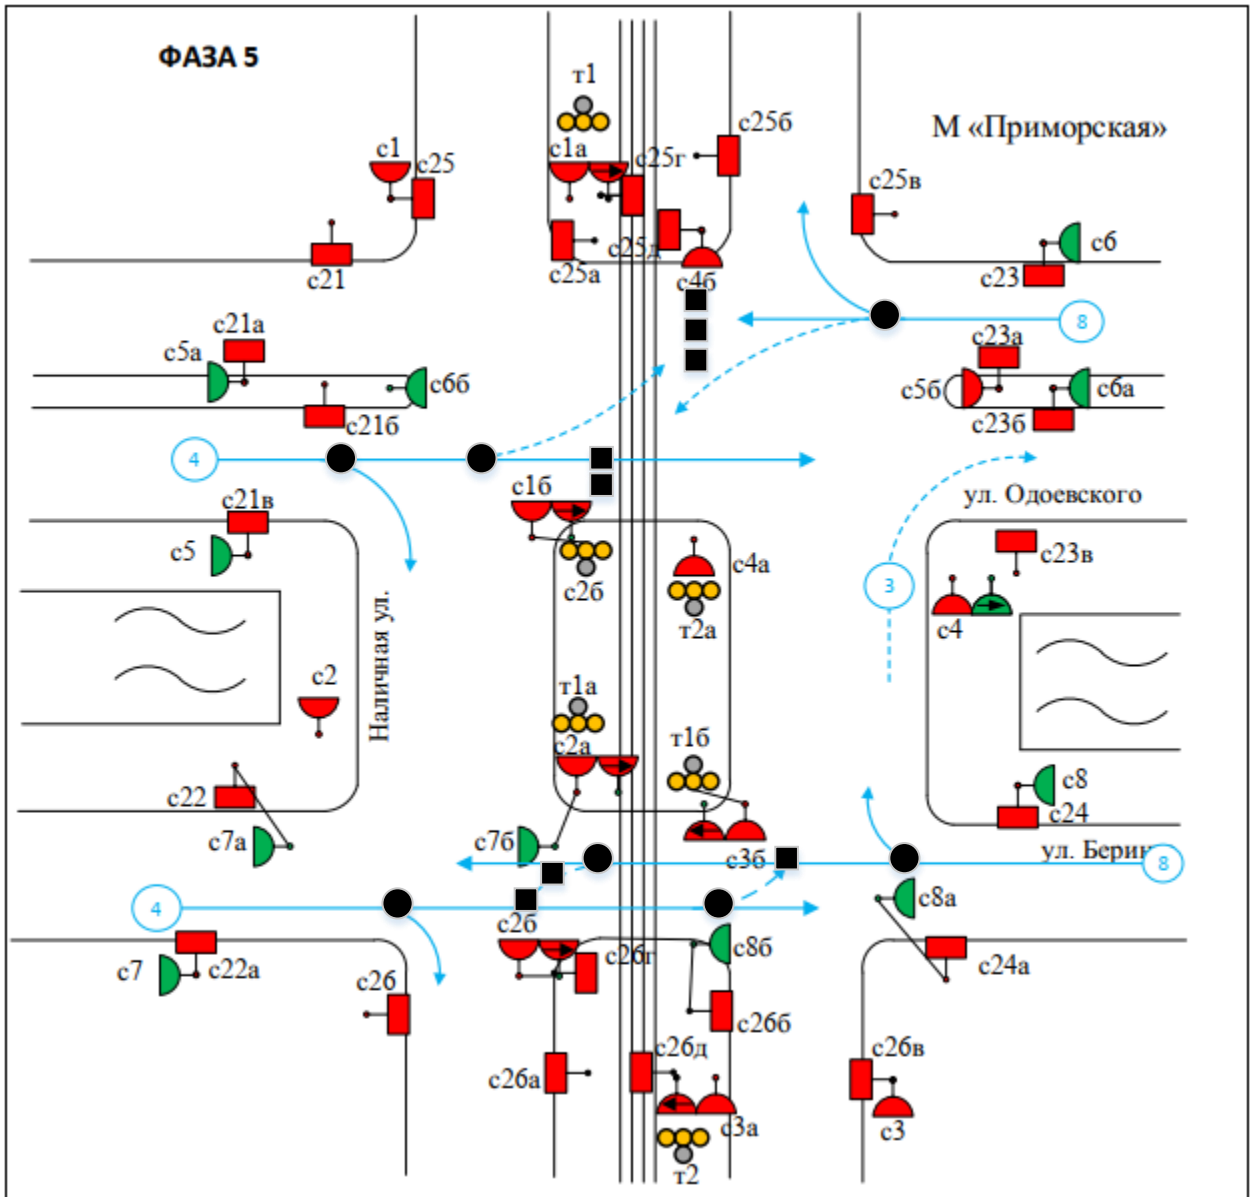 ФАЗА 5
т1
М «Приморская»
с1
с25
с1а
с25г
с25б
с25в
с6
с21
с25а
с25д
с4б
с23
8
с21а
с5а
с6б
с21б
с23а
с5б
с6а
с23б
4
с1б
ул. Одоевского
с21в
с5
с2б
с4а
т2а
3
с23в
с4
Наличная ул.
с2
т1а
с2а
т1б
с22
с7а
с7б
с3б
с8
с24
ул. Берин
8
4
с2б
с8а
с7
с22а
с26
с26г
с8б
с24а
с26б
с26а
с26д
с26в
с3а
с3
т2